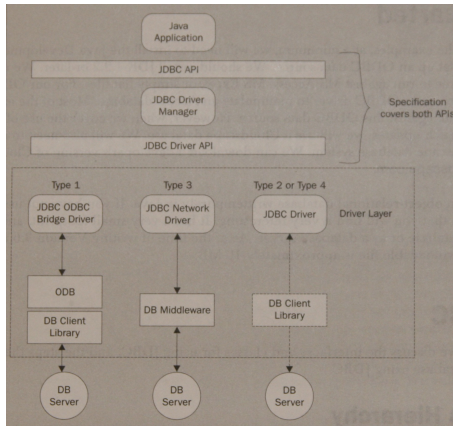 Java
Application
JDBC API
JDBC Driver
Manager
Specification
covers both APIs
JDBC Driver API
Type 1
Type 3
Type 2 or Type 4
JDBC ODBC
Bridge Driver
JDBC Network
Driver
JDBC Driver
Driver Layer
ODB
DB Client
Library
DB Middleware
DB Client
Library
DB
Server
DB
Server
DB
Server